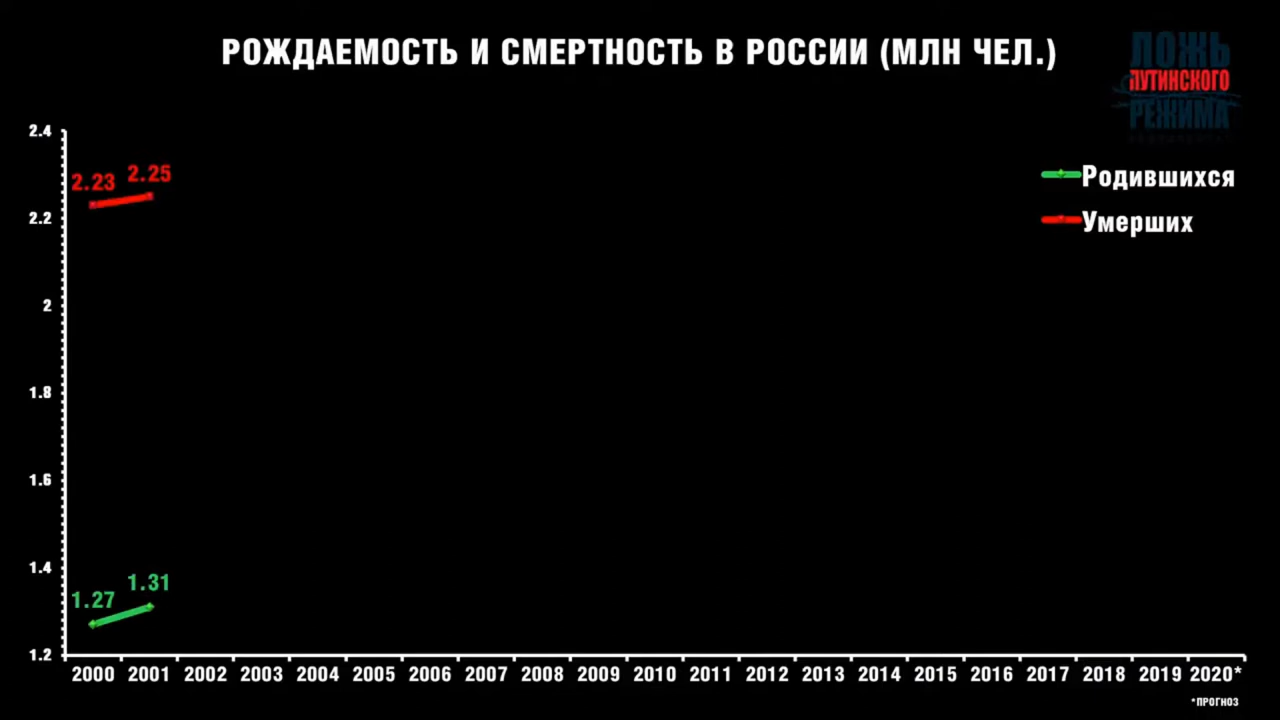 РОЖДАЕМОСТЬ И СМЕРТНОСТЬ В РОССИИ (МЛН ЧЕЛ.)
ЛОЖЬ
ПУТИНСКОГО
РЕЖИМА
2.4
2.23 2.25
Родившихся
2.2
Умерших
2
1.8
1.6
1.4
1.27 1.31
1.2
2000 2001 2002 2003 2004 2005 2006 2007 2008 2009 2010 2011 2012 2013 2014 2015 2016 2017 2018 2019 2020*
*ПРОГНОЗ